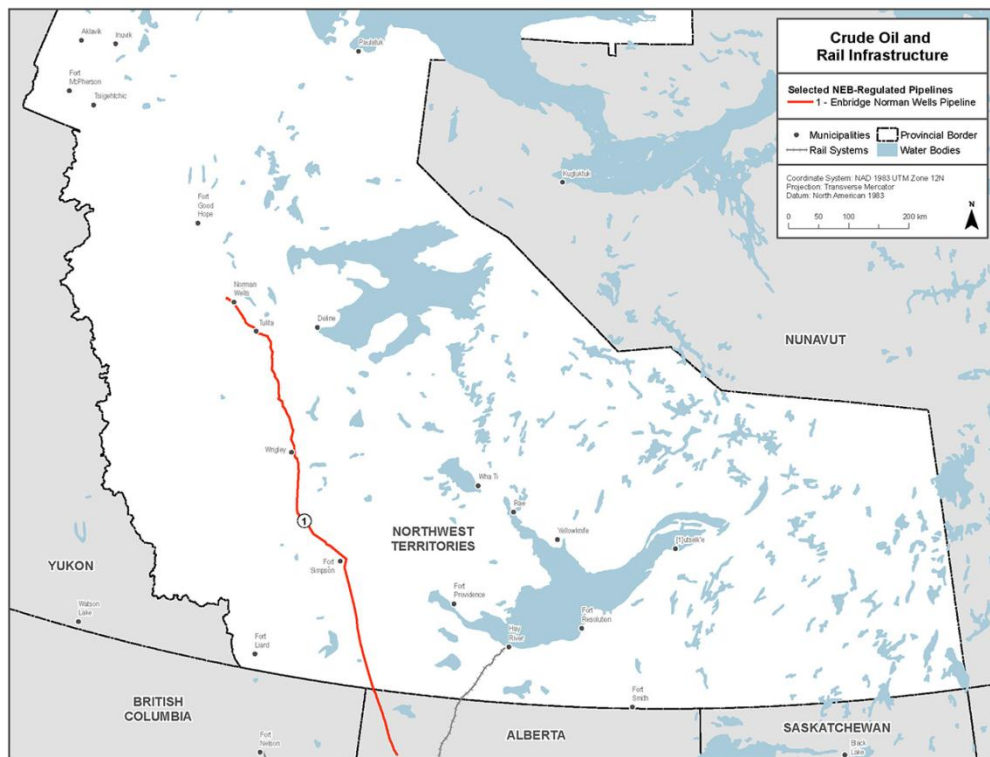 Crude Oil and
Rail Infrastructure
Selected NEB-Regulated Pipelines
1 - Enbridge Norman Wells Pipeline
Municipalities
Provincial Border
Rail Systems
Water Bodies
Coordinate System: NAD 1983 UTM Zone 12N
Projection: Transverse Mercator
Datum: North American 1983
N
0 50 100 200 km
Aklavik
Inuvik
Fort
McPherson
Tsiigehtchic
Paulatuk
Kugluktuk
Fort
Good
Hope
Norman
Wells
Tulita
Deline
NUNAVUT
Wrigley
Wha Ti
Rae
1
NORTHWEST
TERRITORIES
Yellowknife
Fort
Simpson
YUKON
Watson
Lake
Fort
Providence
Fort
Resolution
Hay
River
Fort
Liard
Fort
Smith
BRITISH
COLUMBIA
ALBERTA
SASKATCHEWAN
Fort
Nelson
Black
Lake